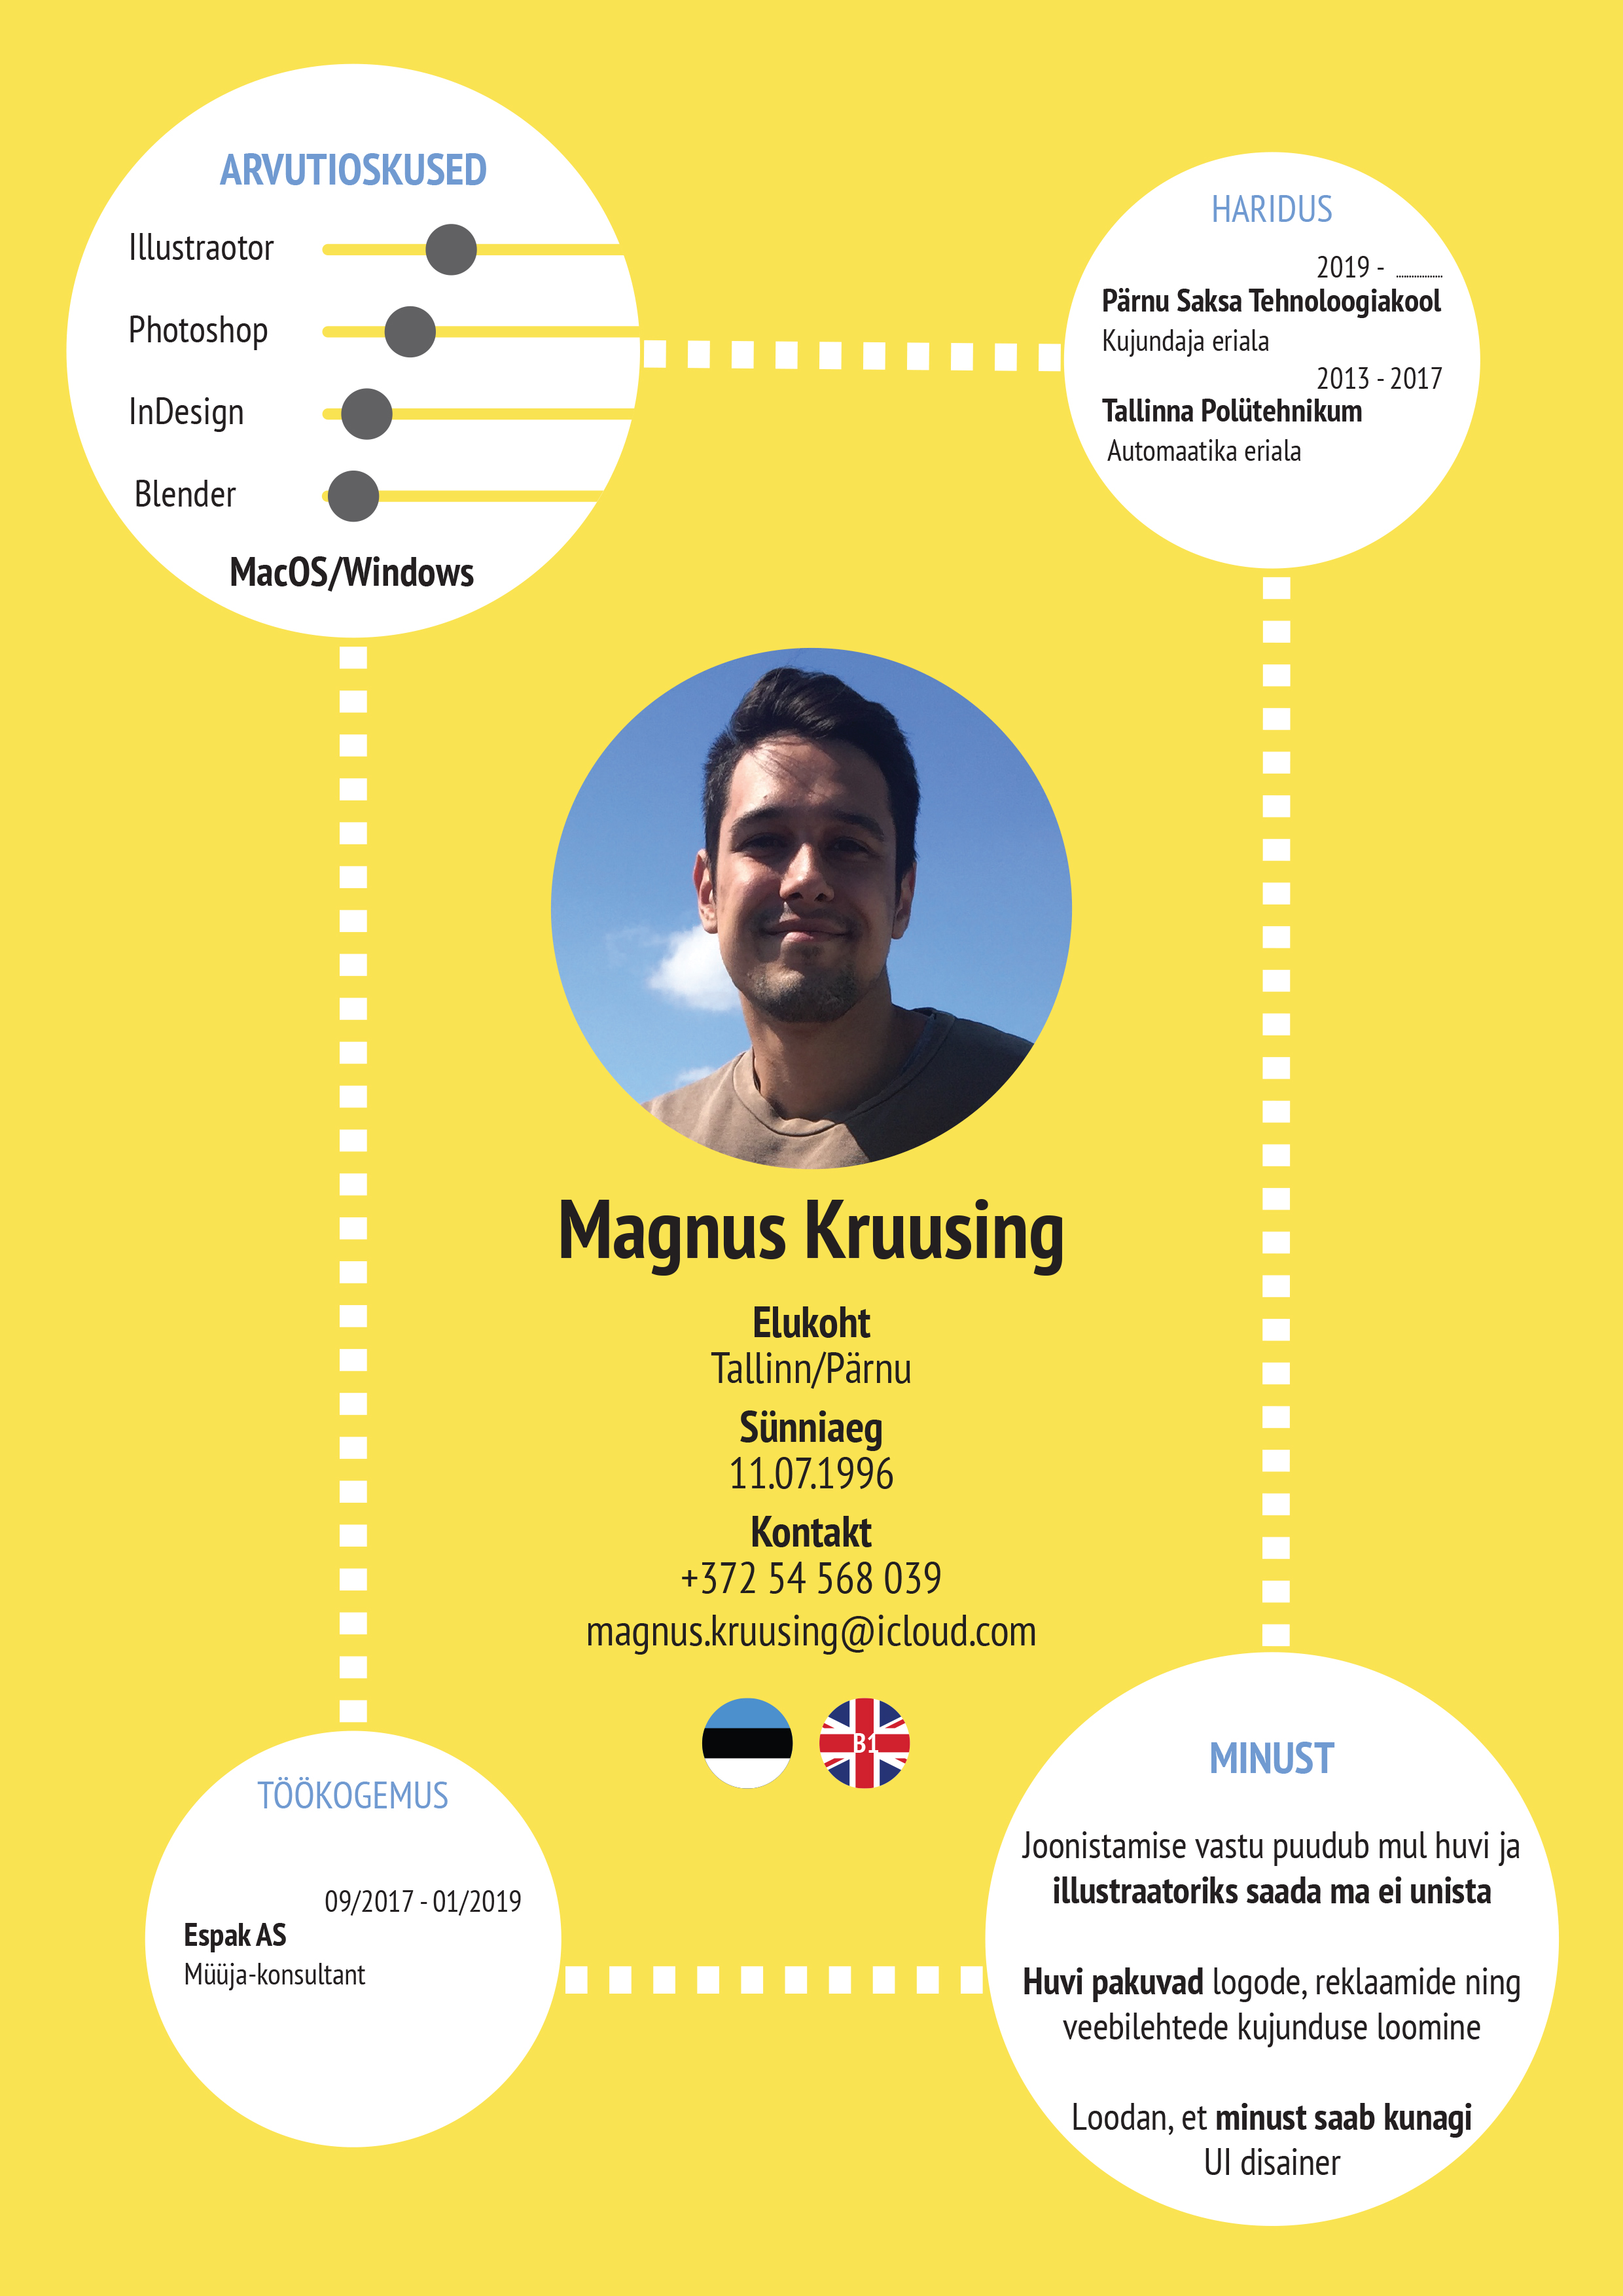 ARVUTIOSKUSED
Illustraotor
Photoshop
InDesign
Blender
MacOS/Windows
HARIDUS
2019 - ..................
Pärnu Saksa Tehnoloogiakool
Kujundaja eriala
2013 - 2017
Tallinna Polütehnikum
Automaatika eriala
Magnus Kruusing
Elukoht
Tallinn/Pärnu
Sünniaeg
11.07.1996
Kontakt
+372 54 568 039
magnus.kruusing@icloud.com
B1
TÖÖKOGEMUS
09/2017 - 01/2019
Espak AS
Müüja-konsultant
MINUST
Joonistamise vastu puudub mul huvi ja
illustraatoriks saada ma ei unista
Huvi pakuvad logode, reklaamide ning
veebilehtede kujunduse loomine
Loodan, et minust saab kunagi
UI disainer